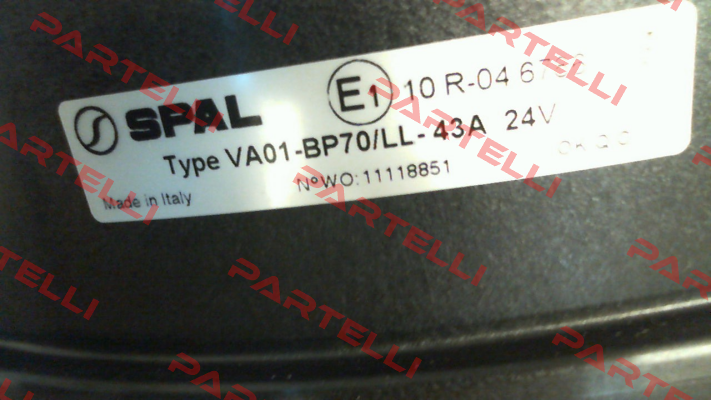 SPAL
E1 10 R-04
Type VA01-BP70/LL-43A 24V
N°WO:11118851
Made in Italy
PARTELLI
PARTELLI
PARTELLI
PARTELLI
PARTELLI
PARTELLI
PARTELLI
PARTELLI